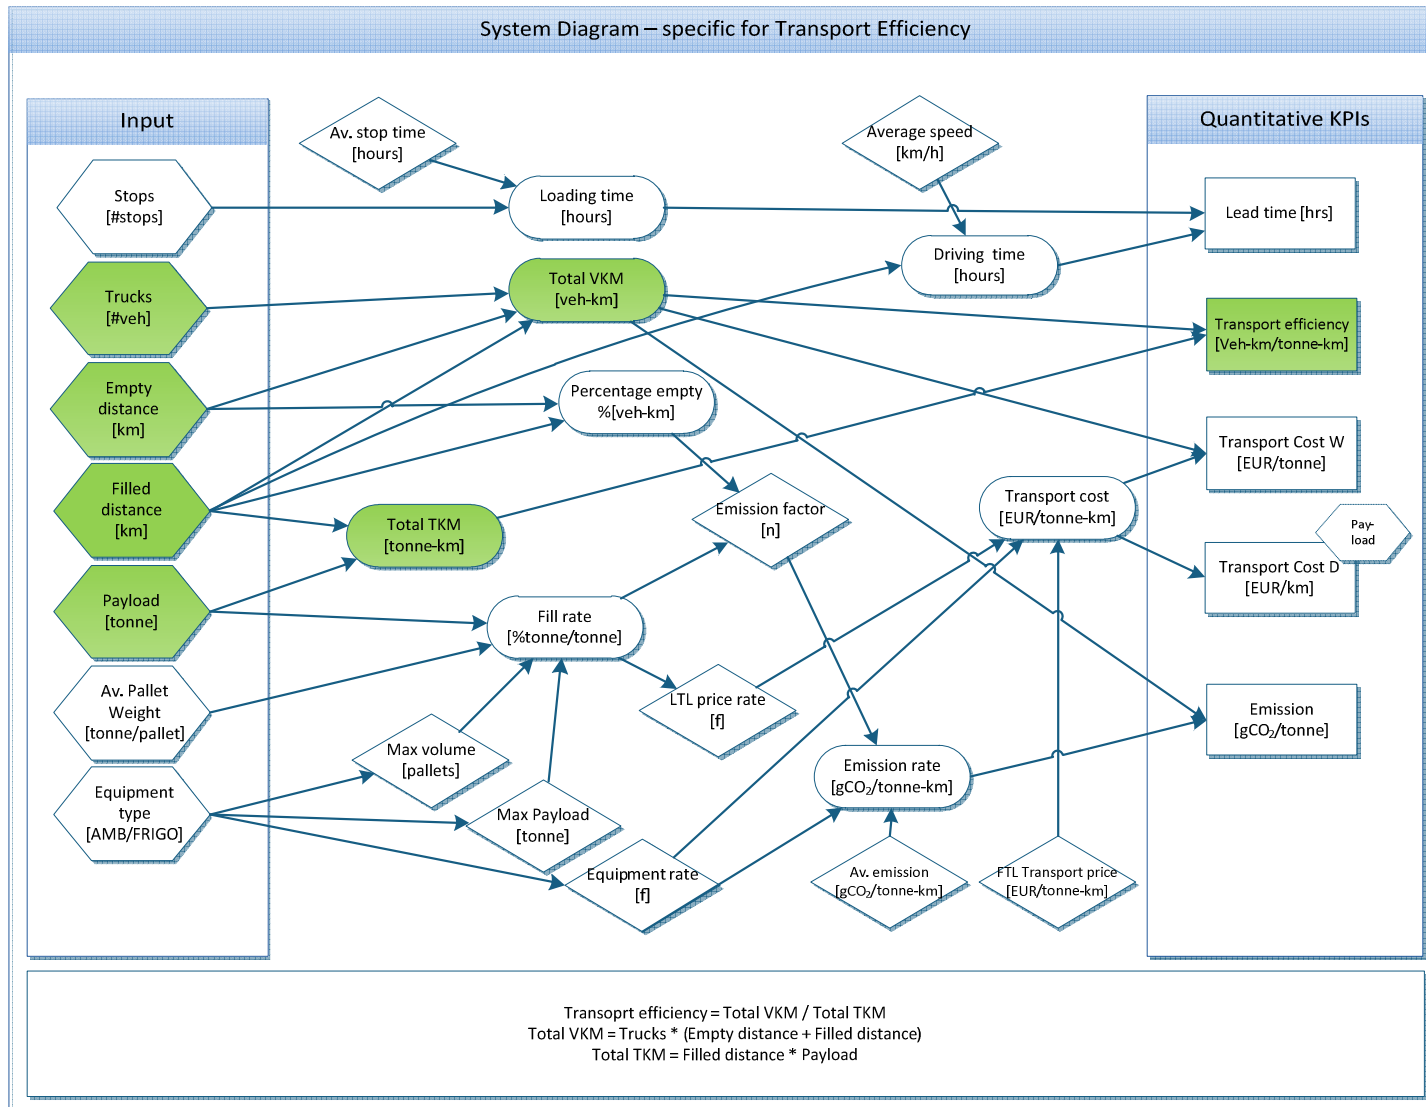 System Diagram – specific for Transport Efficiency
Input
Quantitative KPIs
Av. stop time
[hours]
Average speed
[km/h]
Stops
[#stops]
Loading time
[hours]
Lead time [hrs]
Driving time
[hours]
Trucks
[#veh]
Total VKM
[veh-km]
Transport efficiency
[Veh-km/tonne-km]
Empty
distance
[km]
Percentage empty
%[veh-km]
Transport Cost W
[EUR/tonne]
Filled
distance
[km]
Total TKM
[tonne-km]
Emission factor
[n]
Transport cost
[EUR/tonne-km]
Pay-
load
Transport Cost D
[EUR/km]
Payload
[tonne]
Fill rate
[%tonne/tonne]
Av. Pallet
Weight
[tonne/pallet]
LTL price rate
[f]
Emission
[gCO₂/tonne]
Max volume
[pallets]
Emission rate
[gCO₂/tonne-km]
Equipment
type
[AMB/FRIGO]
Max Payload
[tonne]
Equipment rate
[f]
Av. emission
[gCO₂/tonne-km]
FTL Transport price
[EUR/tonne-km]
Transoprt efficiency = Total VKM / Total TKM
Total VKM = Trucks * (Empty distance + Filled distance)
Total TKM = Filled distance * Payload